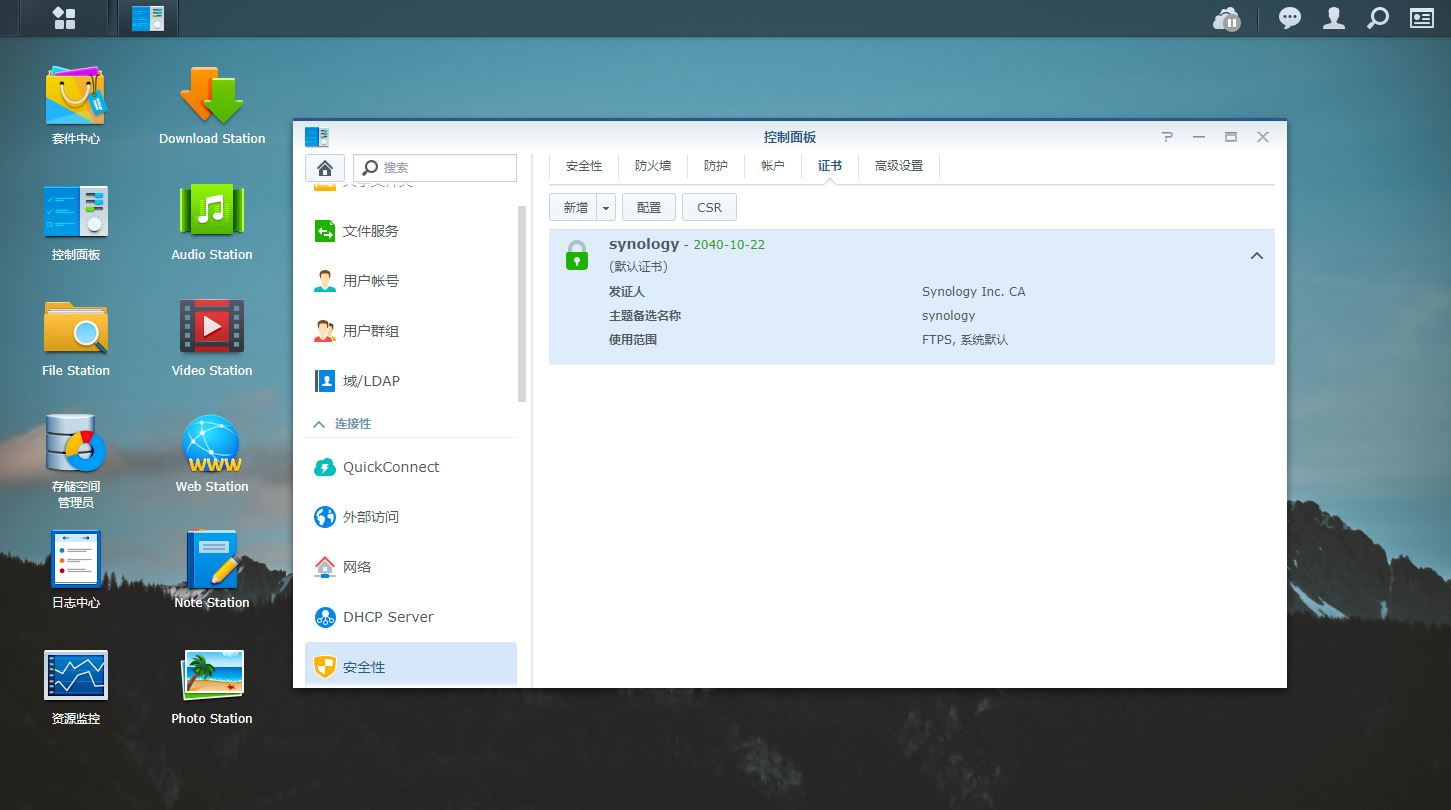 套件中心
Download Station
控制面板
Audio Station
File Station
Video Station
存储空间
管理员
WWW
Web Station
日志中心
Note Station
资源监控
Photo Station
控制面板
搜索
共享文件夹
文件服务
用户帐号
用户群组
域/LDAP
连接性
QuickConnect
外部访问
网络
DHCP Server
安全性
安全性
防火墙
防护
帐户
证书
高级设置
新增
配置
CSR
synology - 2040-10-22
(默认证书)
发证人 Synology Inc. CA
主题备选名称 synology
使用范围 FTPS, 系统默认